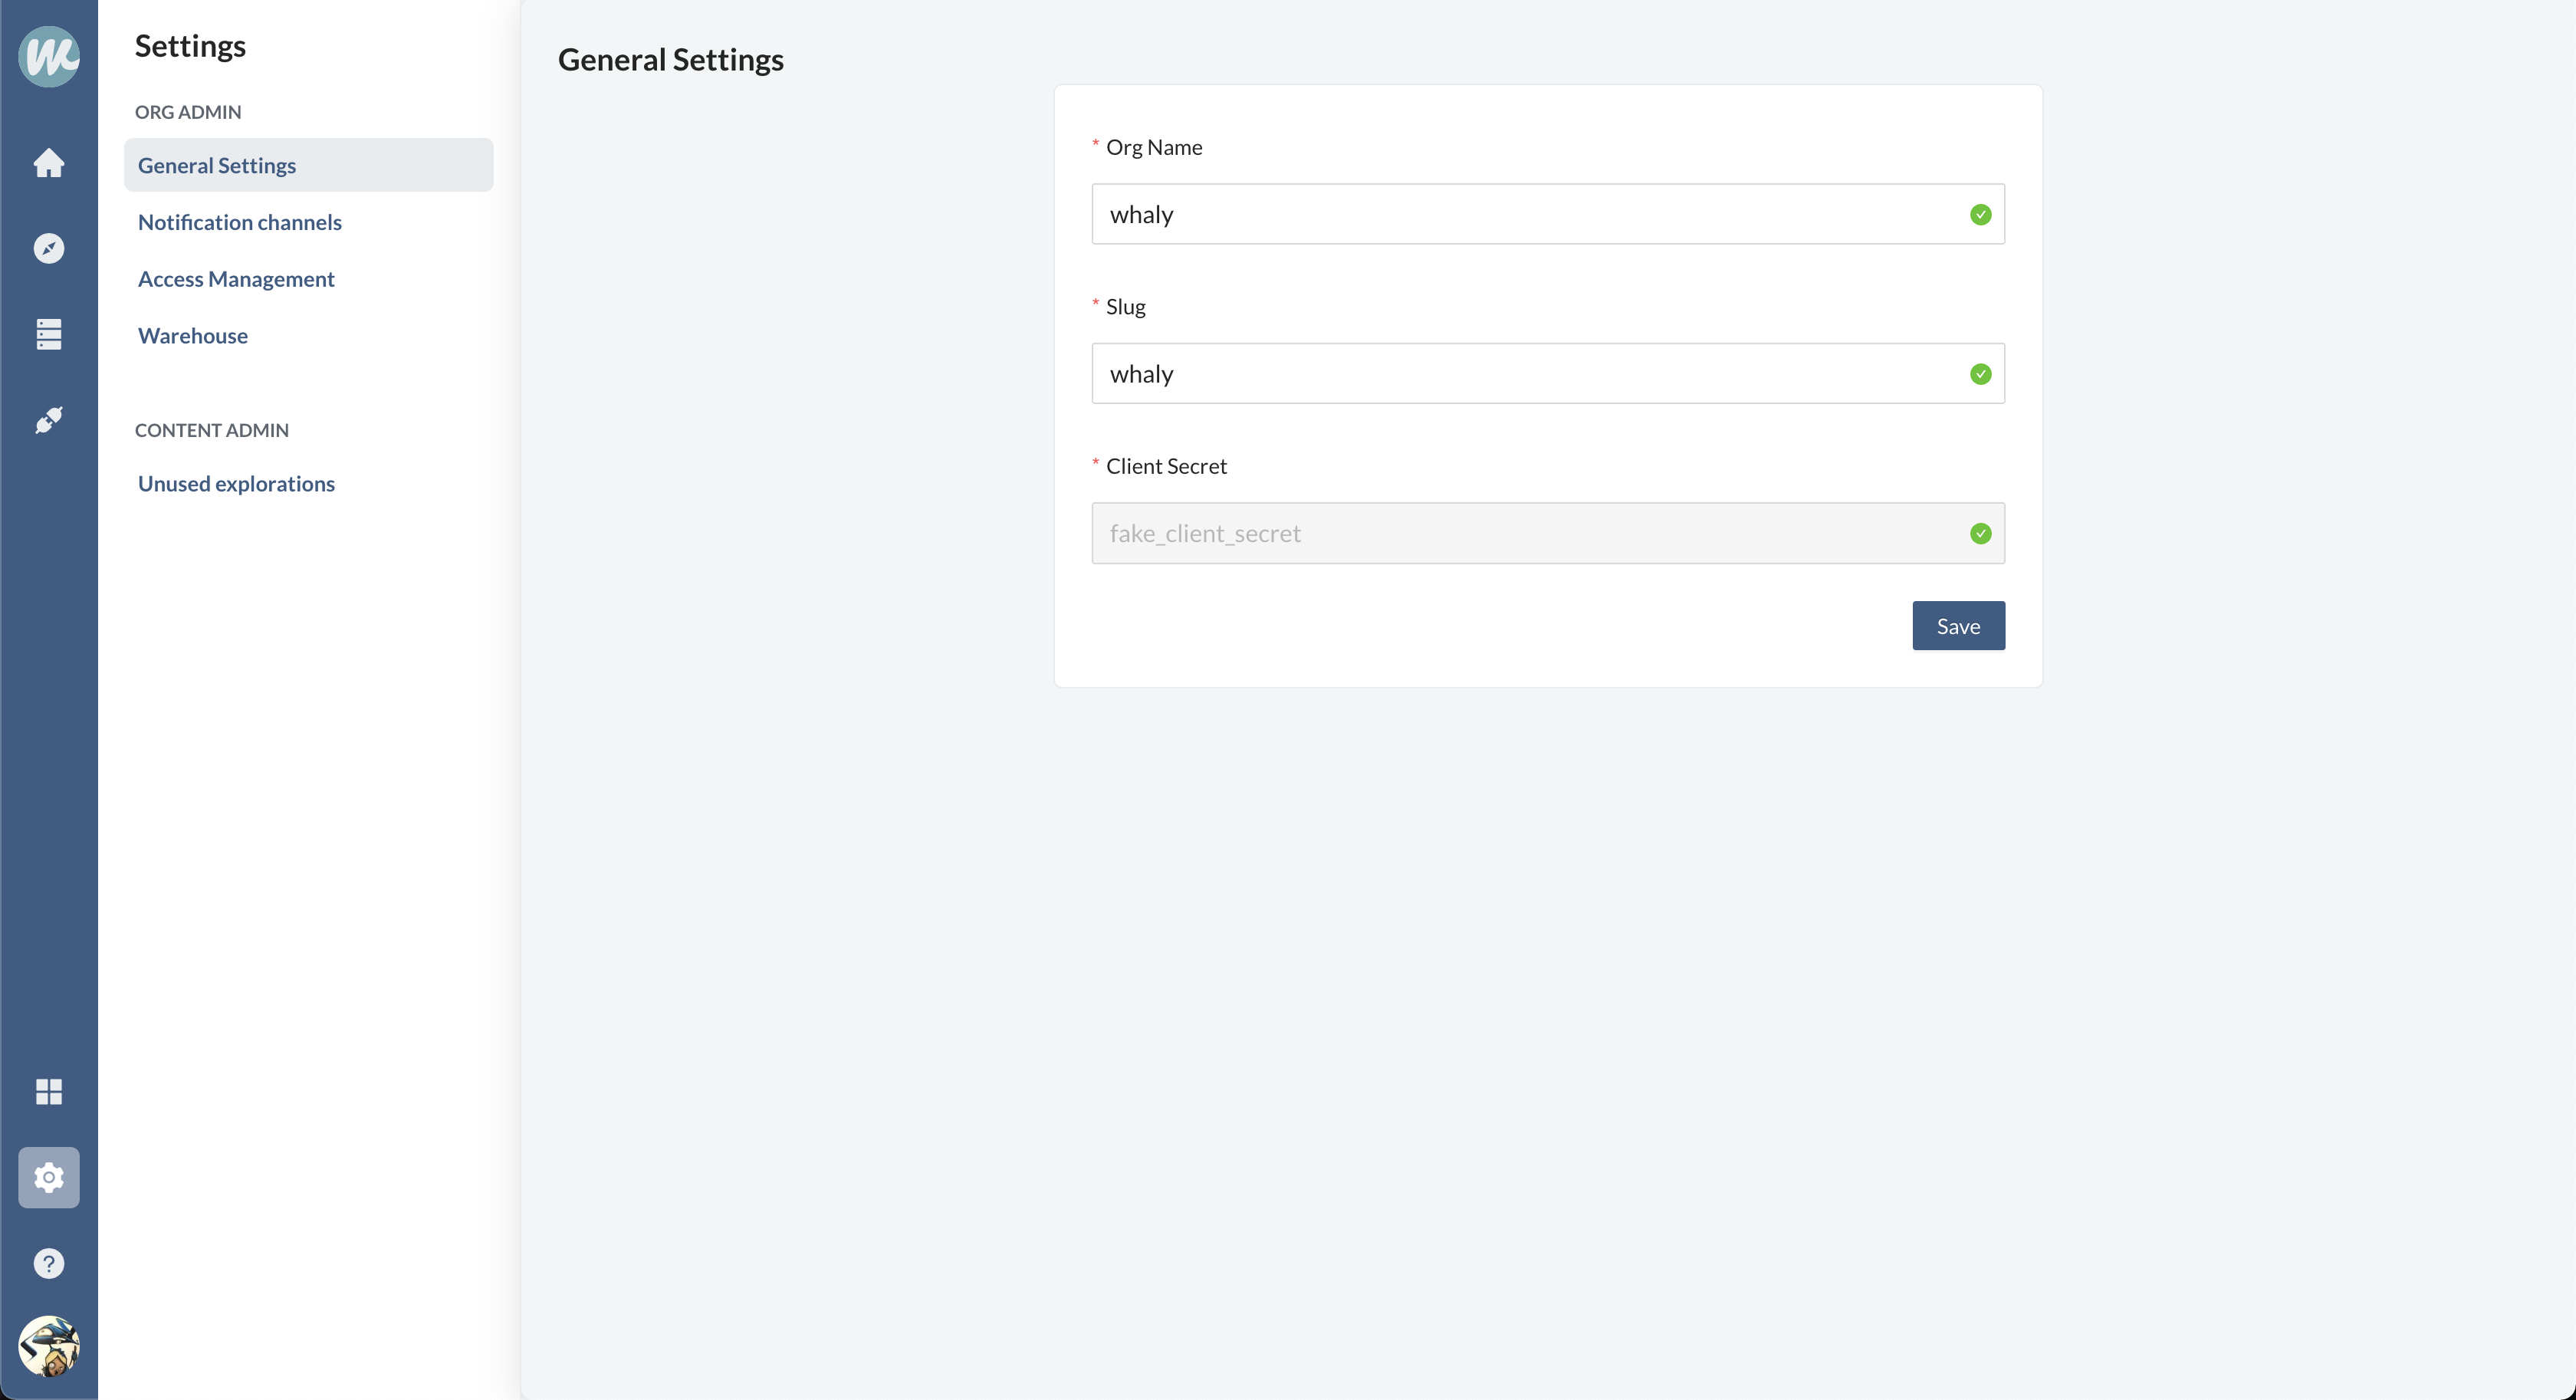 Settings
ORG ADMIN
General Settings
Notification channels
Access Management
Warehouse
CONTENT ADMIN
Unused explorations
General Settings
* Org Name
whaly
* Slug
whaly
* Client Secret
fake_client_secret
Save